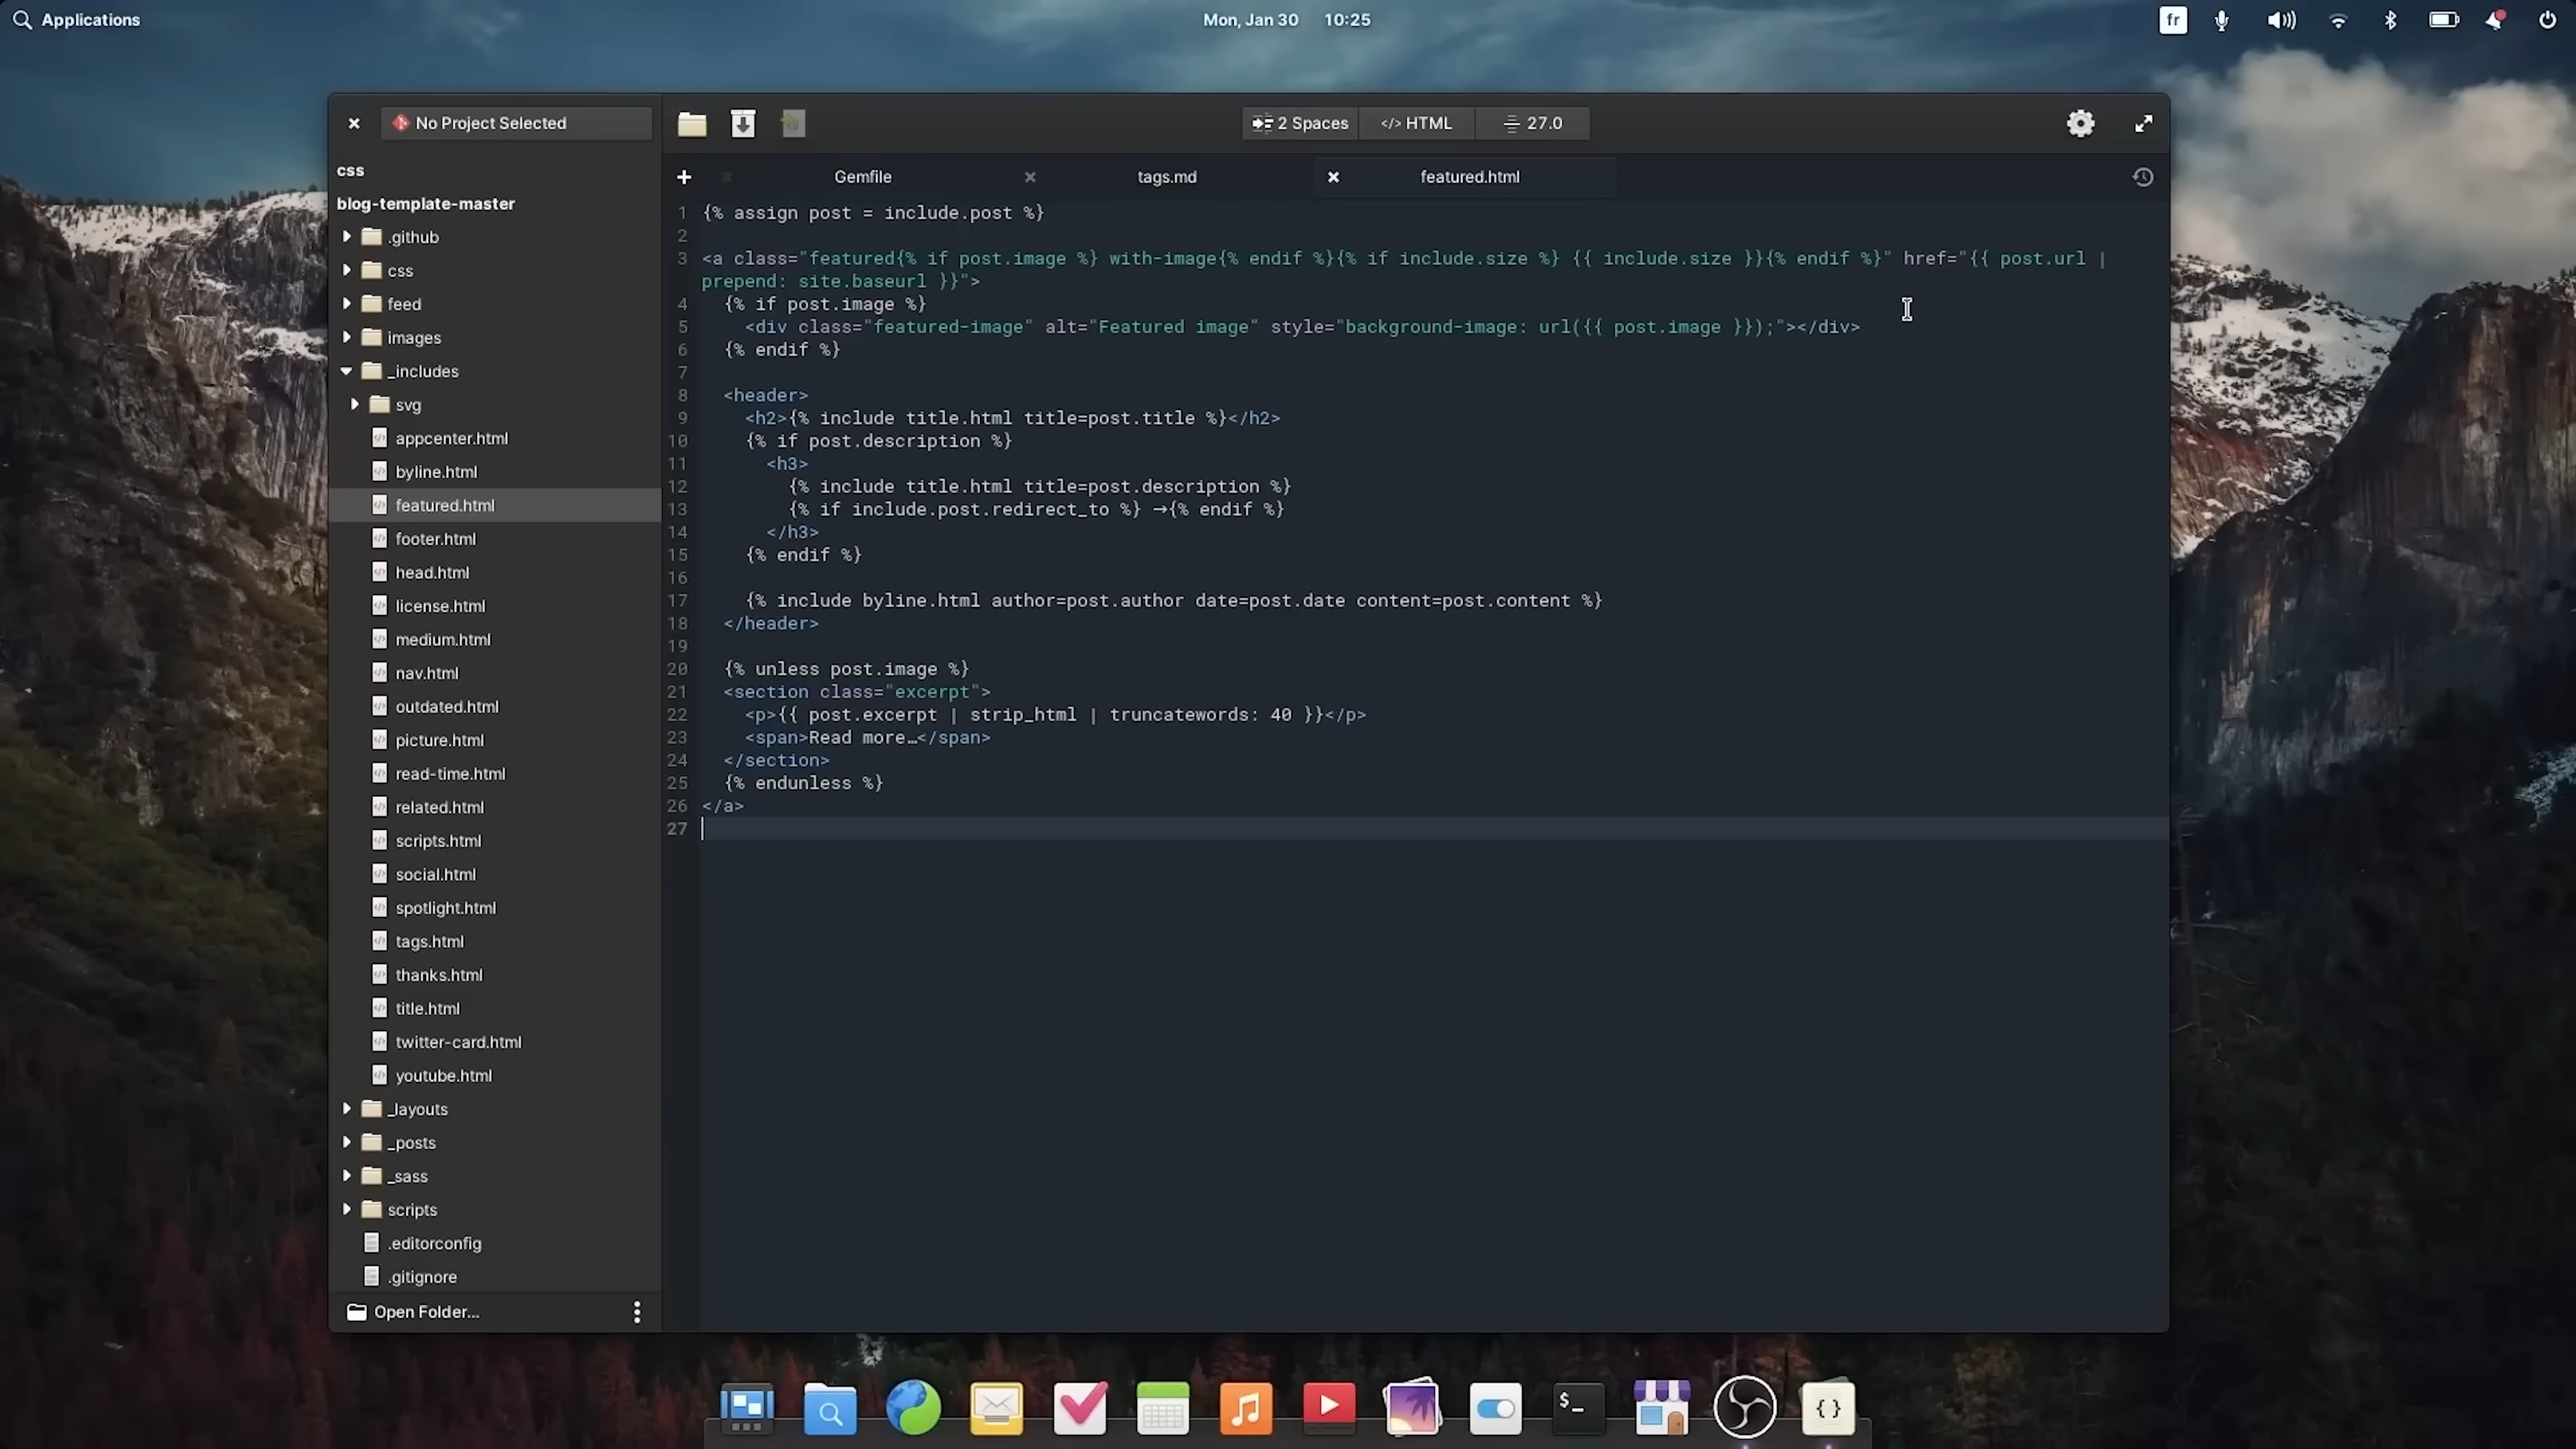 Applications
Mon, Jan 30 10:25
fr
No Project Selected
2 Spaces
</> HTML
27.0
css
blog-template-master
.github
css
feed
images
_includes
svg
appcenter.html
byline.html
featured.html
footer.html
head.html
license.html
medium.html
nav.html
outdated.html
picture.html
read-time.html
related.html
scripts.html
social.html
spotlight.html
tags.html
thanks.html
title.html
twitter-card.html
youtube.html
_layouts
_posts
_sass
scripts
.editorconfig
.gitignore
Open Folder...
Gemfile
tags.md
featured.html
1 {% assign post = include.post %}
2
3 <a class="featured{% if post.image %} with-image{% endif %}{% if include.size %} {{ include.size }}{% endif %}" href="{{ post.url |
prepend: site.baseurl }}">
4 {% if post.image %}
5 <div class="featured-image" alt="Featured image" style="background-image: url({{ post.image }});"></div>
6 {% endif %}
7
8 <header>
9 <h2>{% include title.html title=post.title %}</h2>
10 {% if post.description %}
11 <h3>
12 {% include title.html title=post.description %}
13 {% if include.post.redirect_to %} →{% endif %}
14 </h3>
15 {% endif %}
16
17 {% include byline.html author=post.author date=post.date content=post.content %}
18 </header>
19
20 {% unless post.image %}
21 <section class="excerpt">
22 <p>{{ post.excerpt | strip_html | truncatewords: 40 }}</p>
23 <span>Read more…</span>
24 </section>
25 {% endunless %}
26 </a>
27
$_
{}